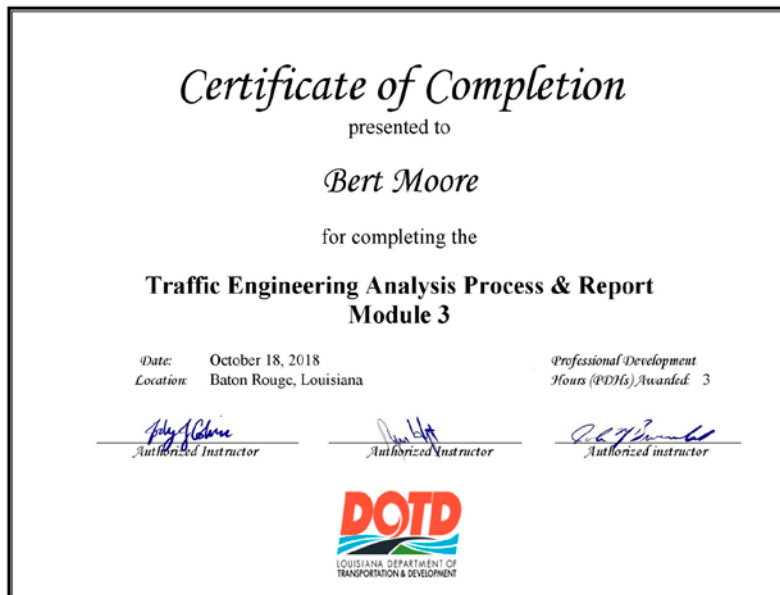 Certificate of Completion
presented to
Bert Moore
for completing the
Traffic Engineering Analysis Process & Report
Module 3
Date: October 18, 2018
Location: Baton Rouge, Louisiana
Professional Development
Hours (PDHs) Awarded: 3
Authorized Instructor
Authorized Instructor
Authorized instructor
DOTD
LOUISIANA DEPARTMENT OF
TRANSPORTATION & DEVELOPMENT